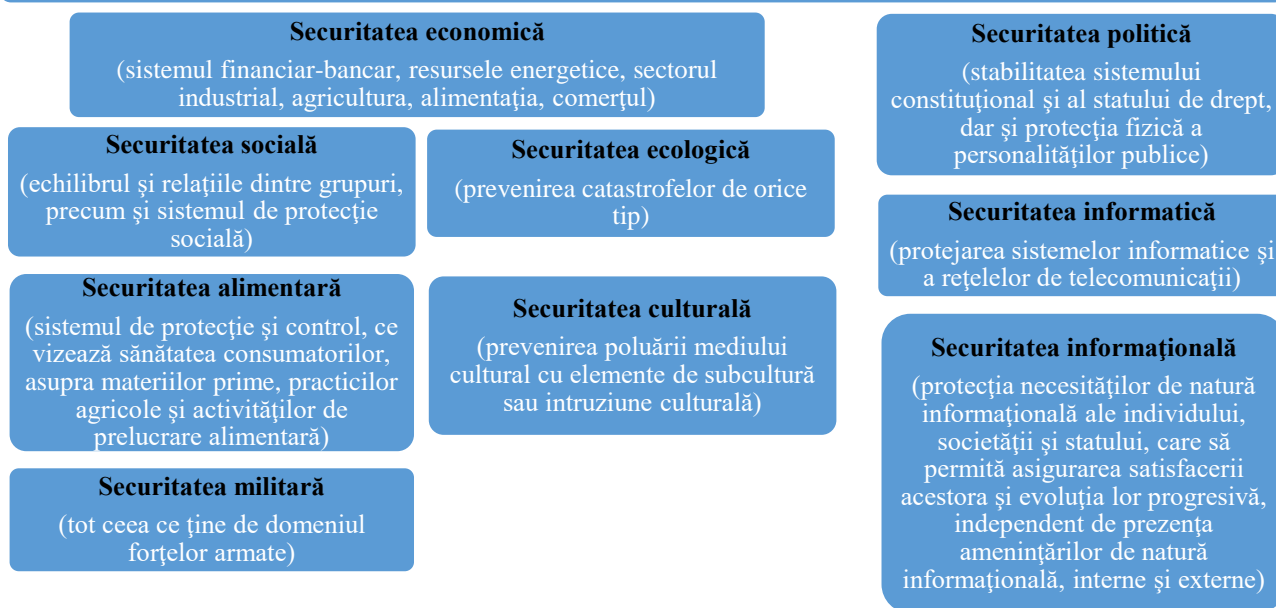 Securitatea economică
(sistemul financiar-bancar, resursele energetice, sectorul
industrial, agricultura, alimentaţia, comerţul)
Securitatea politică
(stabilitatea sistemului
constituţional şi al statului de drept,
dar şi protecţia fizică a
personalităţilor publice)
Securitatea socială
(echilibrul şi relaţiile dintre grupuri,
precum şi sistemul de protecţie
socială)
Securitatea ecologică
(prevenirea catastrofelor de orice
tip)
Securitatea informatică
(protejarea sistemelor informatice şi
a reţelelor de telecomunicaţii)
Securitatea alimentară
(sistemul de protecţie şi control, ce
vizează sănătatea consumatorilor,
asupra materiilor prime, practicilor
agricole şi activităţilor de
prelucrare alimentară)
Securitatea culturală
(prevenirea poluării mediului
cultural cu elemente de subcultură
sau intruziune culturală)
Securitatea informaţională
(protecţia necesităţilor de natură
informaţională ale individului,
societăţii şi statului, care să
permită asigurarea satisfacerii
acestora şi evoluţia lor progresivă,
independent de prezenţa
ameninţărilor de natură
informaţională, interne şi externe)
Securitatea militară
(tot ceea ce ţine de domeniul
forţelor armate)